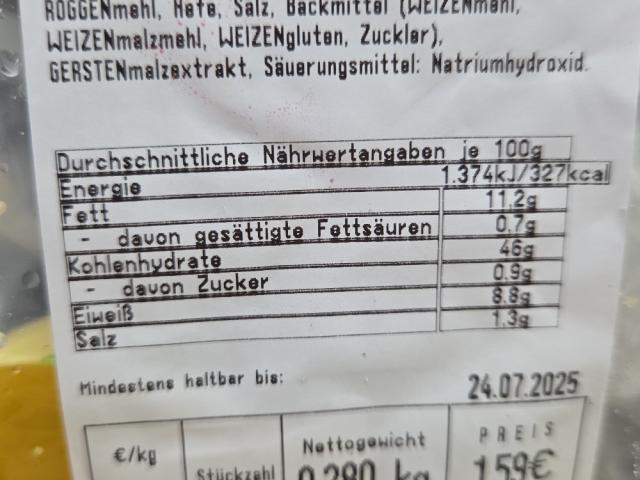 ROGGENmehl, Hefe, Salz, Backmittel (WEIZENmehl,
WEIZENmalzmehl, WEIZENgluten, Zucker),
GERSTENmalzextrakt, Säuerungsmittel: Natriumhydroxid.
Durchschnittliche Nährwertangaben je 100g
Energie 1.374kJ/327kcal
Fett 11,2g
- davon gesättigte Fettsäuren 0,7g
Kohlenhydrate 46g
- davon Zucker 0,9g
Eiweiß 8,8g
Salz 1,3g
Mindestens haltbar bis: 24.07.2025
€/kg Stückzahl Nettogewicht PREIS
0,280 kg 1,59€